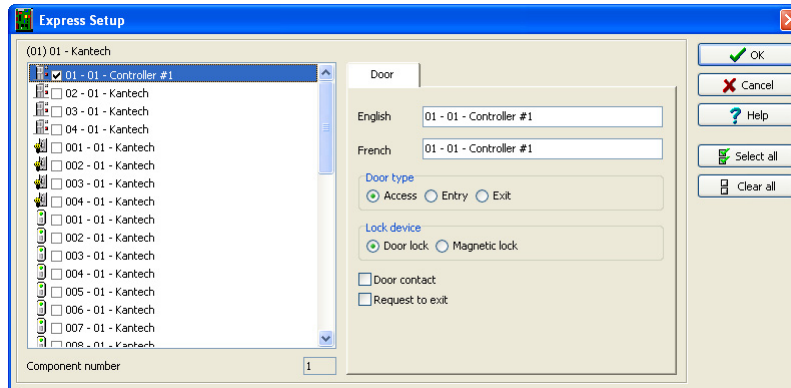 Express Setup
(01) 01 - Kantech
01 - 01 - Controller #1
02 - 01 - Kantech
03 - 01 - Kantech
04 - 01 - Kantech
001 - 01 - Kantech
002 - 01 - Kantech
003 - 01 - Kantech
004 - 01 - Kantech
001 - 01 - Kantech
002 - 01 - Kantech
003 - 01 - Kantech
004 - 01 - Kantech
005 - 01 - Kantech
006 - 01 - Kantech
007 - 01 - Kantech
008 - 01 - Kantech
Component number 1
Door
English 01 - 01 - Controller #1
French 01 - 01 - Controller #1
Door type
Access Entry Exit
Lock device
Door lock Magnetic lock
Door contact
Request to exit
OK
Cancel
Help
Select all
Clear all